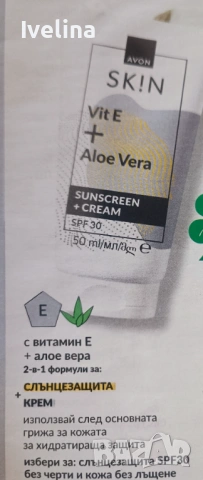 Ivelina
AVON
SK!N
Vit E
+
Aloe Vera
SUNSCREEN
+ CREAM
SPF 30
50 ml/мл/მლ e
E
с витамин Е
+ алое вера
2-в-1 формули за:
СЛЪНЦЕЗАЩИТА
+ КРЕМ
използвай след основната
грижа за кожата
за хидратираща защита
избери за: слънцезащита SPF30
без черти и кожа без лъщене